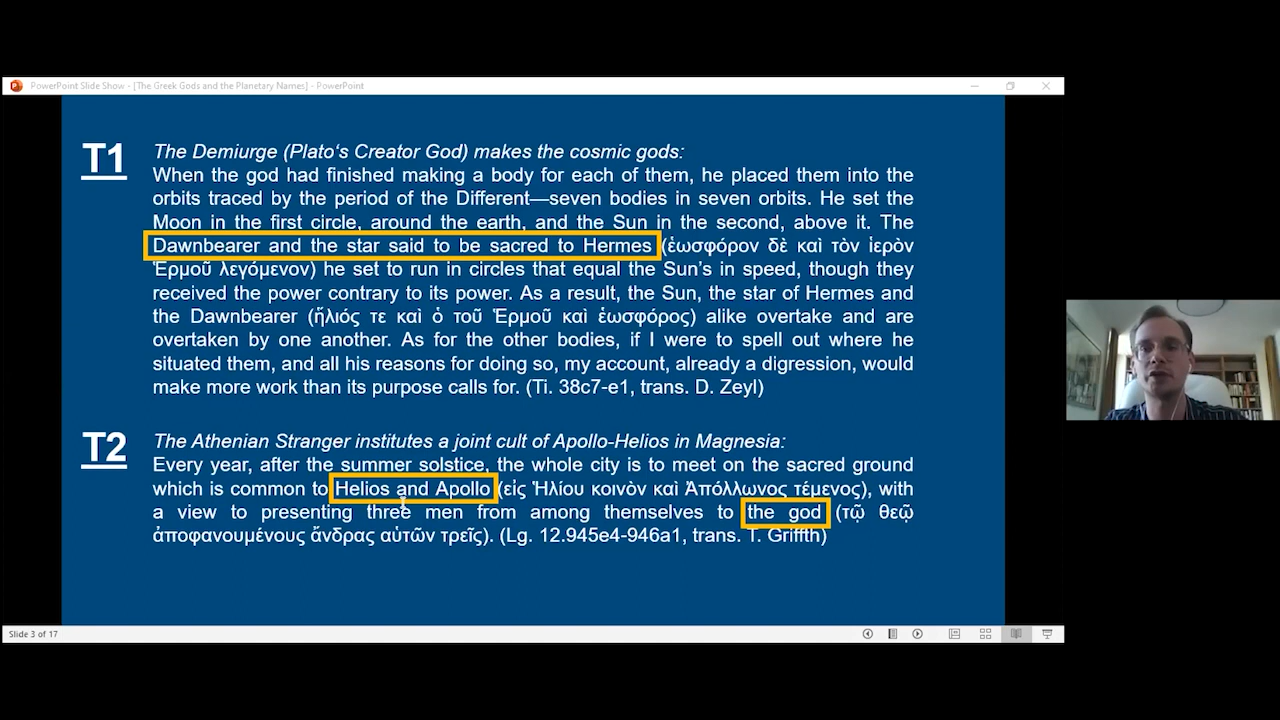 PowerPoint Slide Show - [The Greek Gods and the Planetary Names] - PowerPoint
T1
The Demiurge (Plato‘s Creator God) makes the cosmic gods:
When the god had finished making a body for each of them, he placed them into the
orbits traced by the period of the Different—seven bodies in seven orbits. He set the
Moon in the first circle, around the earth, and the Sun in the second, above it. The
Dawnbearer and the star said to be sacred to Hermes (ἑωσφόρον δὲ καὶ τὸν ἱερὸν
Ἑρμοῦ λεγόμενον) he set to run in circles that equal the Sun’s in speed, though they
received the power contrary to its power. As a result, the Sun, the star of Hermes and
the Dawnbearer (ἥλιός τε καὶ ὁ τοῦ Ἑρμοῦ καὶ ἑωσφόρος) alike overtake and are
overtaken by one another. As for the other bodies, if I were to spell out where he
situated them, and all his reasons for doing so, my account, already a digression, would
make more work than its purpose calls for. (Ti. 38c7-e1, trans. D. Zeyl)
T2
The Athenian Stranger institutes a joint cult of Apollo-Helios in Magnesia:
Every year, after the summer solstice, the whole city is to meet on the sacred ground
which is common to Helios and Apollo (εἰς Ἡλίου κοινὸν καὶ Ἀπόλλωνος τέμενος), with
a view to presenting three men from among themselves to the god (τῷ θεῷ
ἀποφανουμένους ἄνδρας αὑτῶν τρεῖς). (Lg. 12.945e4-946a1, trans. T. Griffth)
Slide 3 of 17